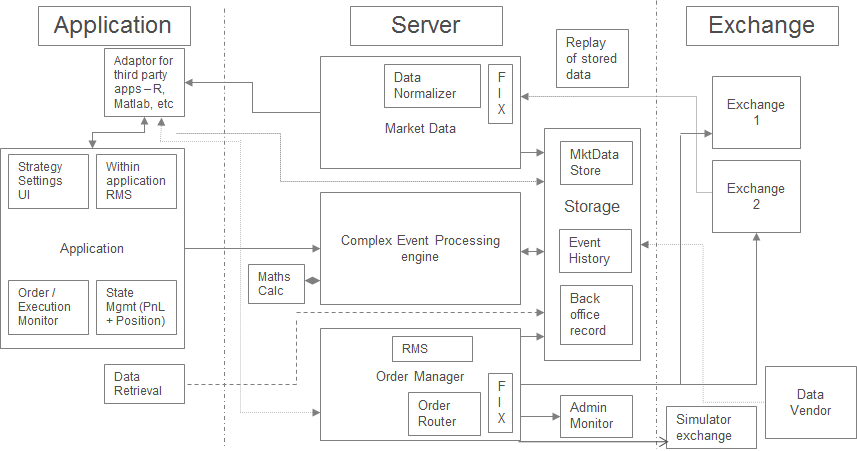 Application
Server
Exchange
Adaptor for
third party
apps – R,
Matlab, etc
Data
Normalizer
F
I
X
Market Data
Replay
of stored
data
Exchange
1
Exchange
2
MktData
Store
Storage
Event
History
Back
office
record
Strategy
Settings
UI
Within
application
RMS
Application
Order /
Execution
Monitor
State
Mgmt (PnL
+ Position)
Complex Event Processing
engine
Maths
Calc
Data
Retrieval
RMS
Order Manager
Order
Router
F
I
X
Admin
Monitor
Simulator
exchange
Data
Vendor